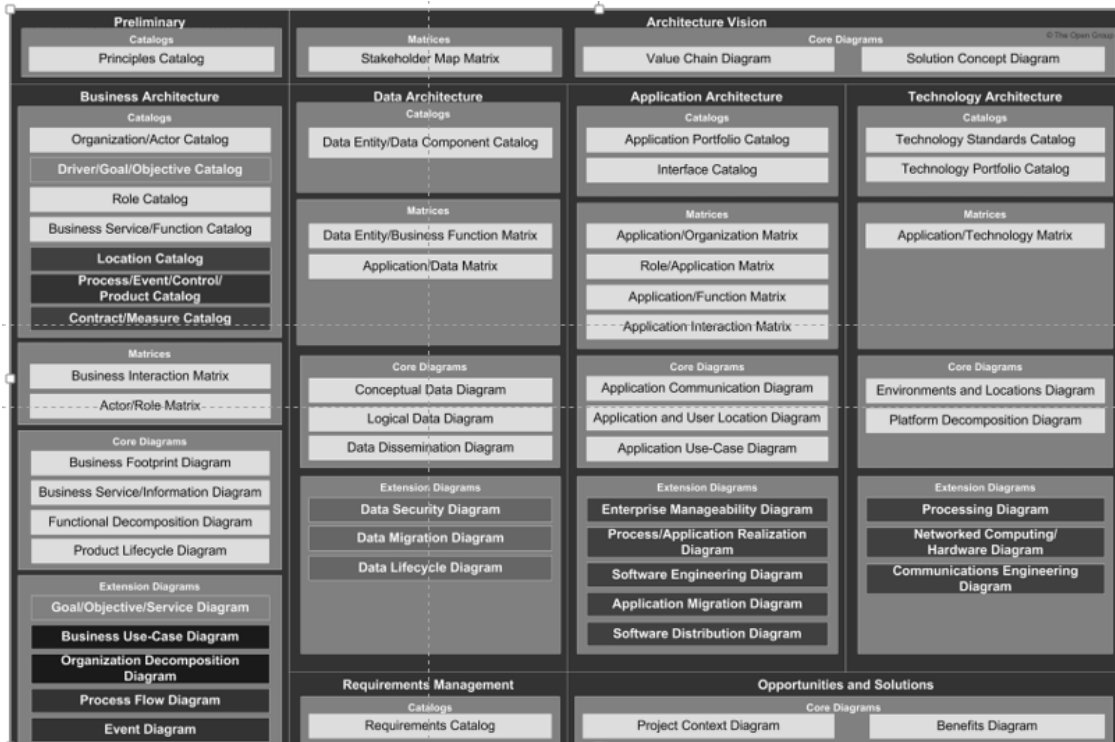 Preliminary
Catalogs
Principles Catalog
Architecture Vision
Matrices
Stakeholder Map Matrix
Core Diagrams
© The Open Group
Value Chain Diagram
Solution Concept Diagram
Business Architecture
Catalogs
Organization/Actor Catalog
Driver/Goal/Objective Catalog
Role Catalog
Business Service/Function Catalog
Location Catalog
Process/Event/Control/
Product Catalog
Contract/Measure Catalog
Matrices
Business Interaction Matrix
Actor/Role Matrix
Core Diagrams
Business Footprint Diagram
Business Service/Information Diagram
Functional Decomposition Diagram
Product Lifecycle Diagram
Extension Diagrams
Goal/Objective/Service Diagram
Business Use-Case Diagram
Organization Decomposition
Diagram
Process Flow Diagram
Event Diagram
Data Architecture
Catalogs
Data Entity/Data Component Catalog
Matrices
Data Entity/Business Function Matrix
Application/Data Matrix
Core Diagrams
Conceptual Data Diagram
Logical Data Diagram
Data Dissemination Diagram
Extension Diagrams
Data Security Diagram
Data Migration Diagram
Data Lifecycle Diagram
Application Architecture
Catalogs
Application Portfolio Catalog
Interface Catalog
Matrices
Application/Organization Matrix
Role/Application Matrix
Application/Function Matrix
Application Interaction Matrix
Core Diagrams
Application Communication Diagram
Application and User Location Diagram
Application Use-Case Diagram
Extension Diagrams
Enterprise Manageability Diagram
Process/Application Realization
Diagram
Software Engineering Diagram
Application Migration Diagram
Software Distribution Diagram
Technology Architecture
Catalogs
Technology Standards Catalog
Technology Portfolio Catalog
Matrices
Application/Technology Matrix
Core Diagrams
Environments and Locations Diagram
Platform Decomposition Diagram
Extension Diagrams
Processing Diagram
Networked Computing/
Hardware Diagram
Communications Engineering
Diagram
Requirements Management
Catalogs
Requirements Catalog
Opportunities and Solutions
Core Diagrams
Project Context Diagram
Benefits Diagram